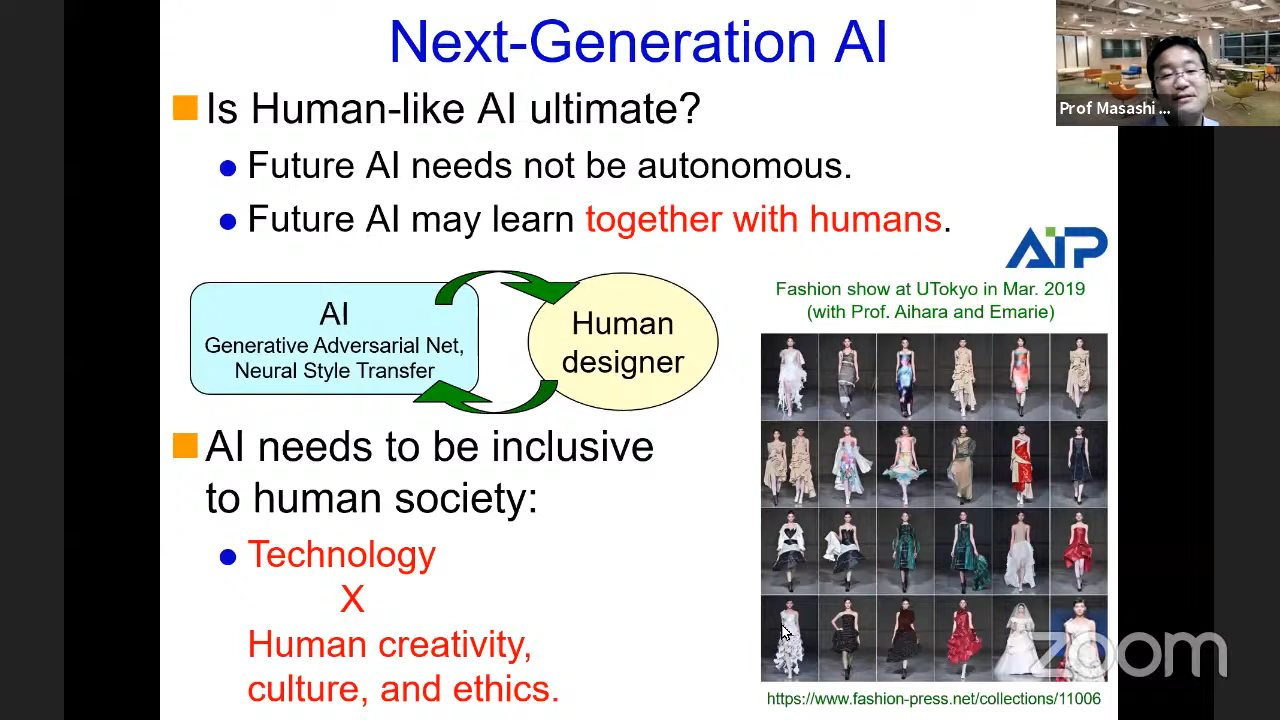 Next-Generation AI
Prof Masashi ...
Is Human-like AI ultimate?
Future AI needs not be autonomous.
Future AI may learn together with humans.
AIP
Fashion show at UTokyo in Mar. 2019
(with Prof. Aihara and Emarie)
AI
Generative Adversarial Net,
Neural Style Transfer
Human
designer
AI needs to be inclusive
to human society:
Technology
X
Human creativity,
culture, and ethics.
zoom
https://www.fashion-press.net/collections/11006